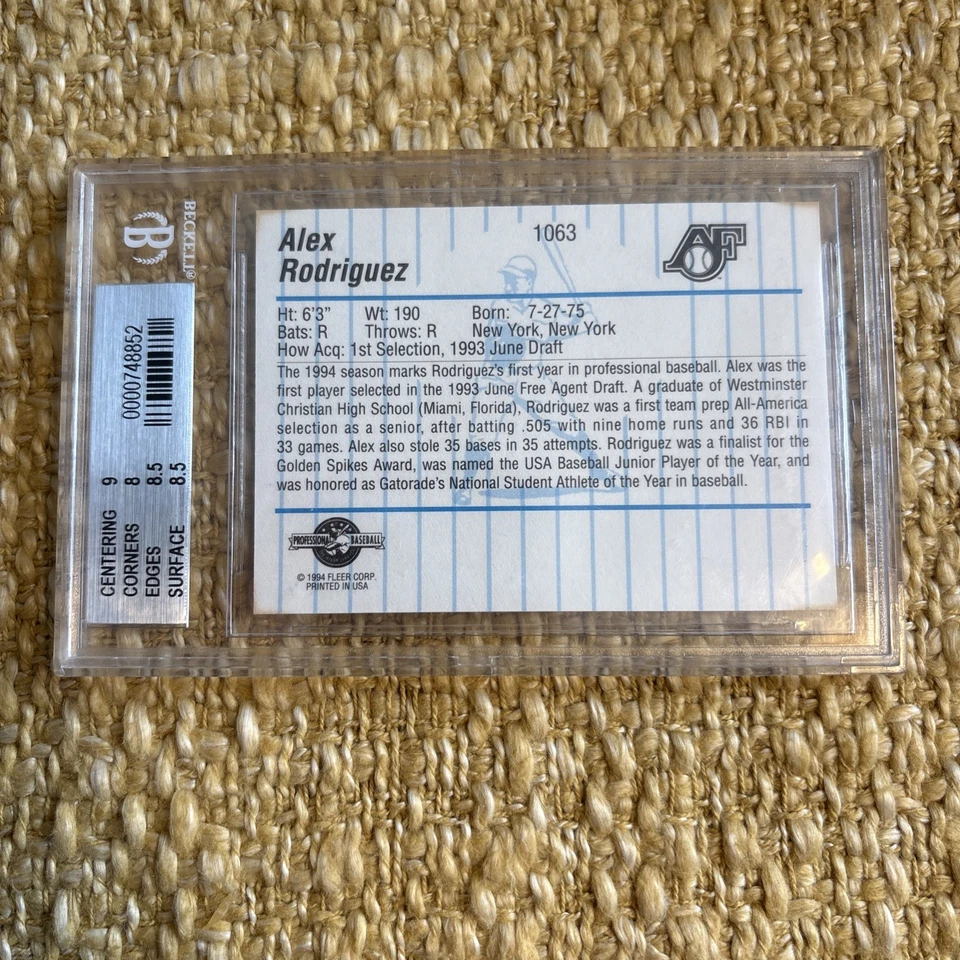 BECKETT®
B
0000748852
CENTERING 9
CORNERS 8
EDGES 8.5
SURFACE 8.5
Alex
Rodriguez
1063
AF
Ht: 6'3" Wt: 190 Born: 7-27-75
Bats: R Throws: R New York, New York
How Acq: 1st Selection, 1993 June Draft
The 1994 season marks Rodriguez's first year in professional baseball. Alex was the
first player selected in the 1993 June Free Agent Draft. A graduate of Westminster
Christian High School (Miami, Florida), Rodriguez was a first team prep All-America
selection as a senior, after batting .505 with nine home runs and 36 RBI in
33 games. Alex also stole 35 bases in 35 attempts. Rodriguez was a finalist for the
Golden Spikes Award, was named the USA Baseball Junior Player of the Year, and
was honored as Gatorade's National Student Athlete of the Year in baseball.
PROFESSIONAL BASEBALL
© 1994 FLEER CORP.
PRINTED IN USA